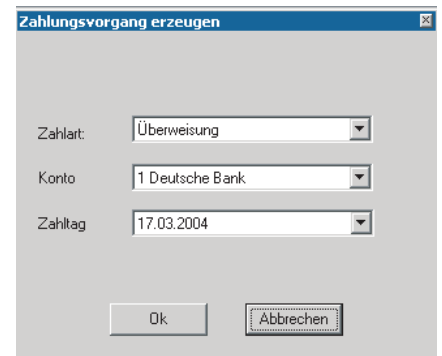 Zahlungsvorgang erzeugen
Zahlart: Überweisung
Konto 1 Deutsche Bank
Zahltag 17.03.2004
Ok Abbrechen